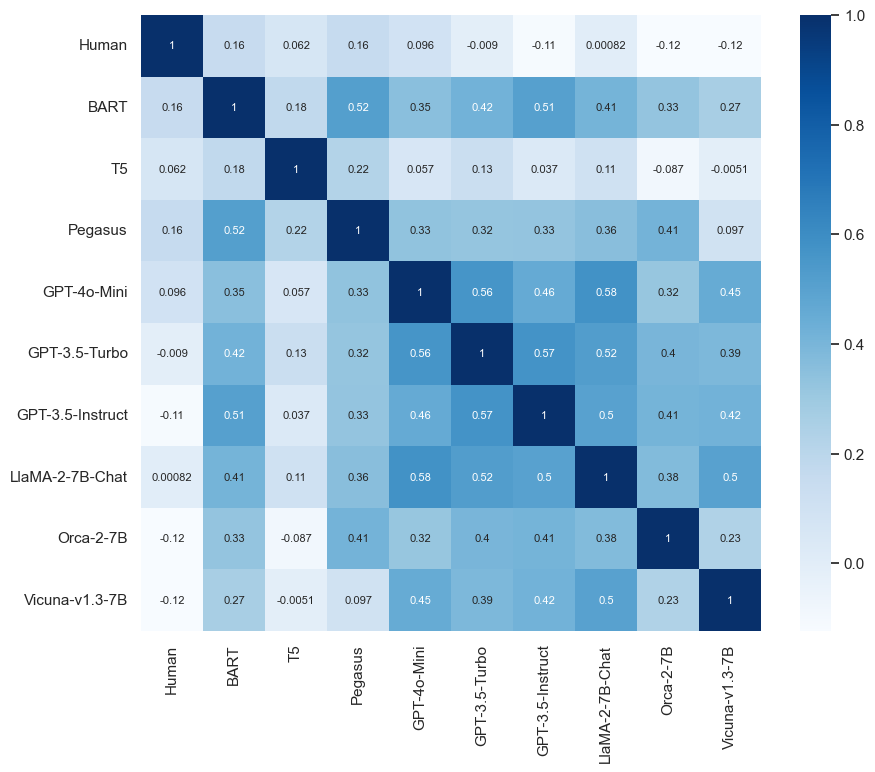 Human 1 0.16 0.062 0.16 0.096 -0.009 -0.11 0.00082 -0.12 -0.12
BART 0.16 1 0.18 0.52 0.35 0.42 0.51 0.41 0.33 0.27
T5 0.062 0.18 1 0.22 0.057 0.13 0.037 0.11 -0.087 -0.0051
Pegasus 0.16 0.52 0.22 1 0.33 0.32 0.33 0.36 0.41 0.097
GPT-4o-Mini 0.096 0.35 0.057 0.33 1 0.56 0.46 0.58 0.32 0.45
GPT-3.5-Turbo -0.009 0.42 0.13 0.32 0.56 1 0.57 0.52 0.4 0.39
GPT-3.5-Instruct -0.11 0.51 0.037 0.33 0.46 0.57 1 0.5 0.41 0.42
LlaMA-2-7B-Chat 0.00082 0.41 0.11 0.36 0.58 0.52 0.5 1 0.38 0.5
Orca-2-7B -0.12 0.33 -0.087 0.41 0.32 0.4 0.41 0.38 1 0.23
Vicuna-v1.3-7B -0.12 0.27 -0.0051 0.097 0.45 0.39 0.42 0.5 0.23 1
Human BART T5 Pegasus GPT-4o-Mini GPT-3.5-Turbo GPT-3.5-Instruct LlaMA-2-7B-Chat Orca-2-7B Vicuna-v1.3-7B
1.0
0.8
0.6
0.4
0.2
0.0